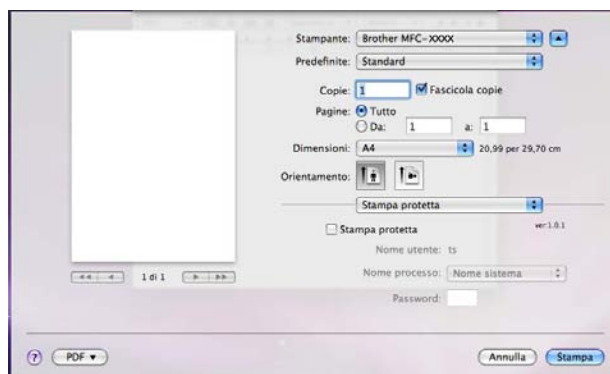 Stampante: Brother MFC-XXXX
Predefinite: Standard
Copie: 1 Fascicola copie
Pagine: Tutto
Da: 1 a: 1
Dimensioni: A4 20,99 per 29,70 cm
Orientamento:
Stampa protetta
Stampa protetta ver:1.0.1
Nome utente: ts
1 di 1 Nome processo: Nome sistema
Password:
? PDF ▼ Annulla Stampa